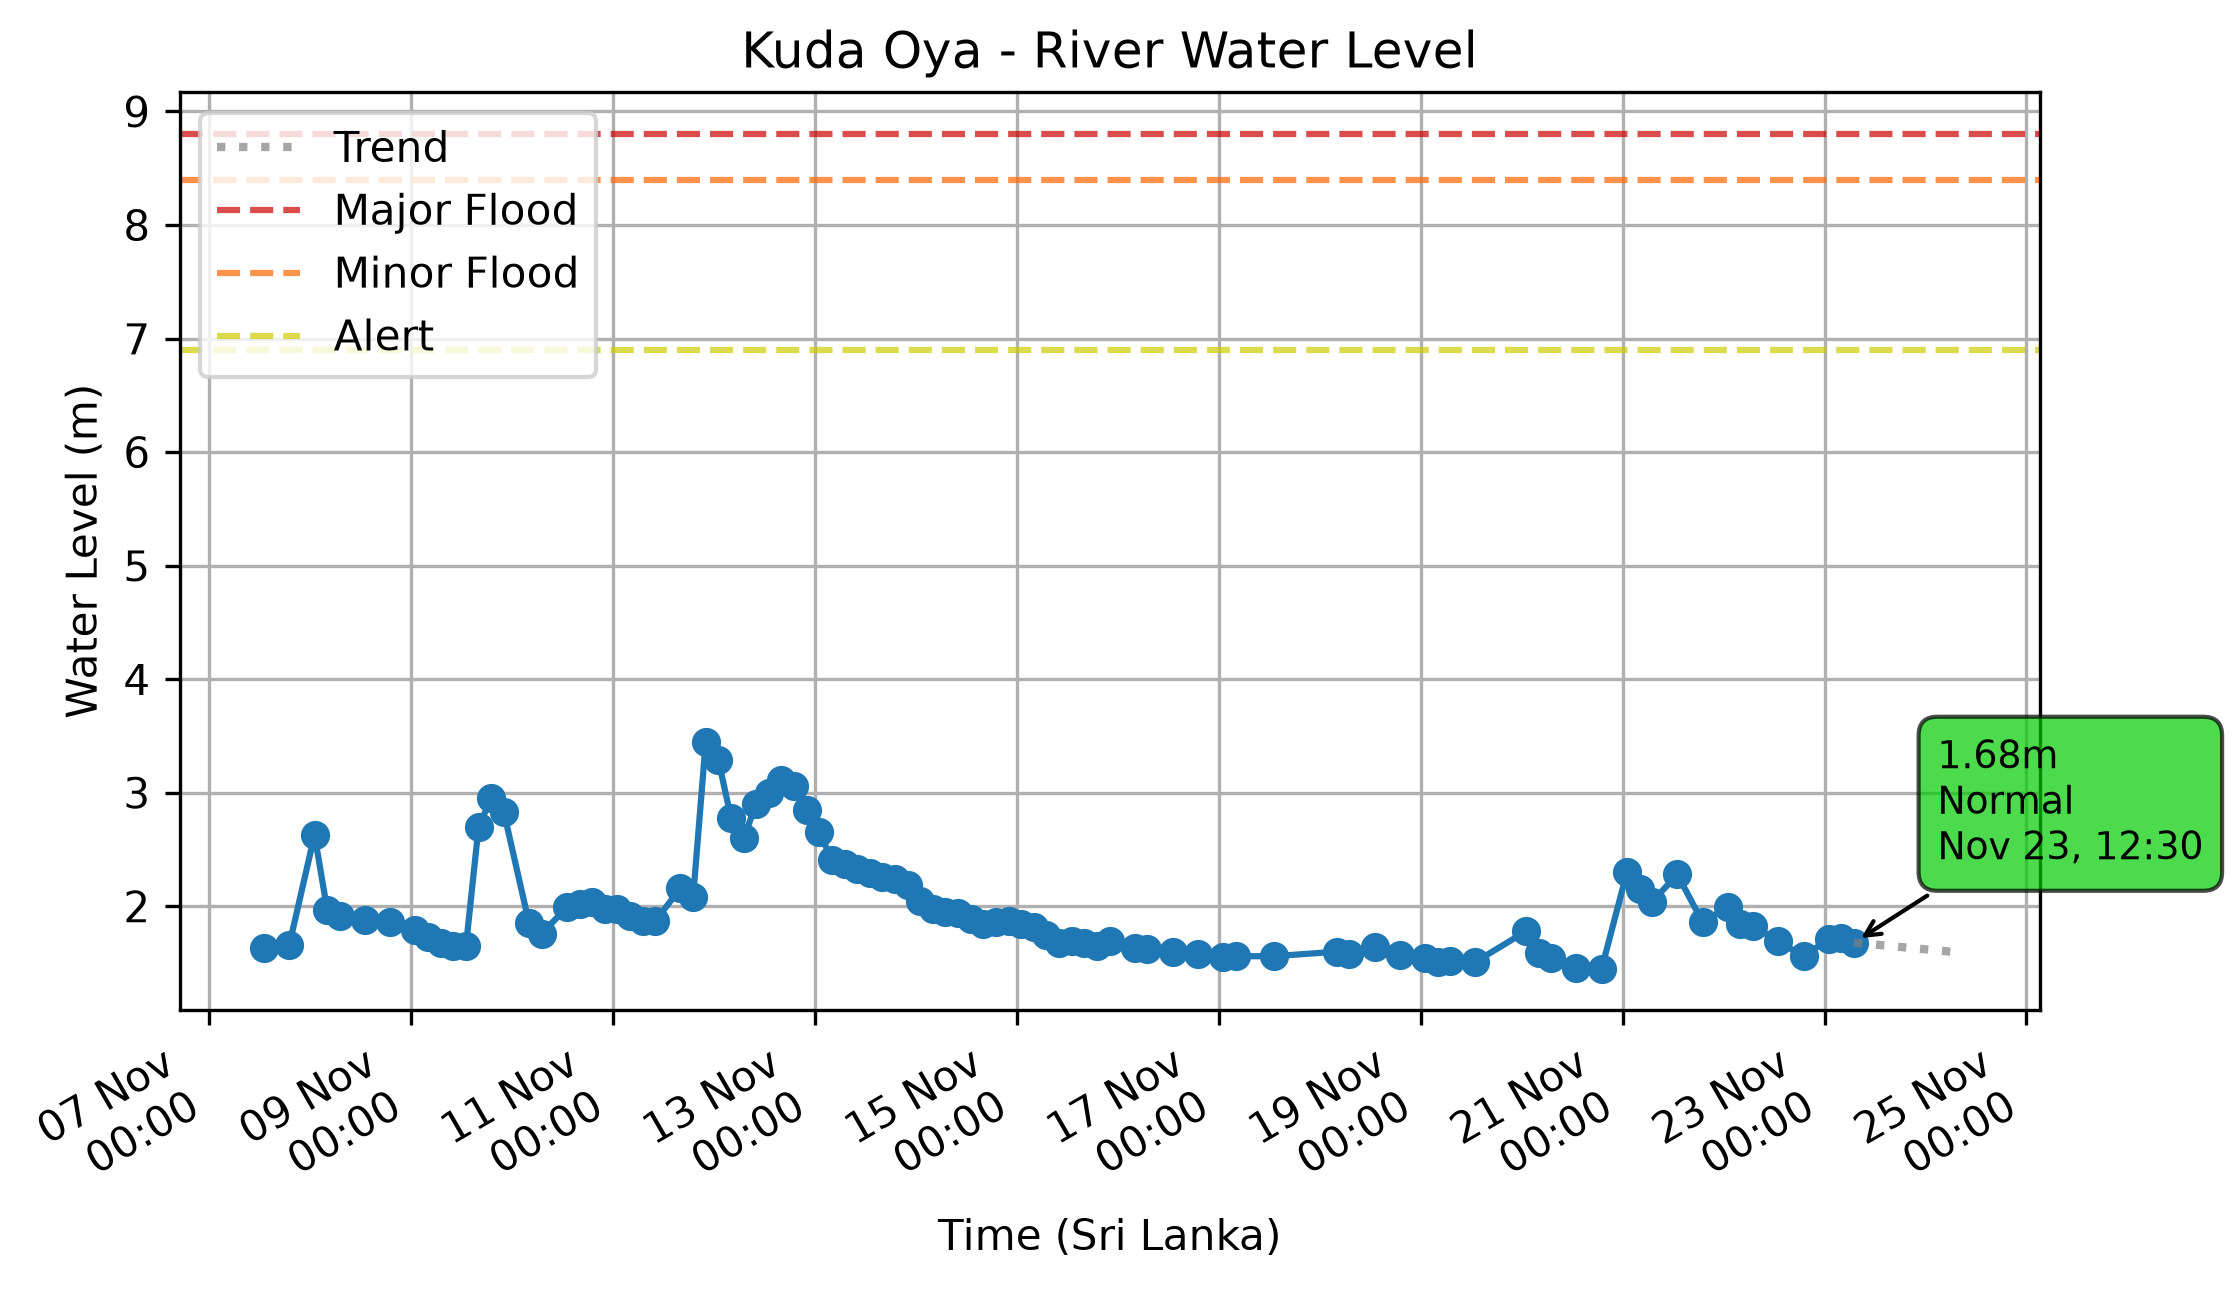 Kuda Oya - River Water Level
Trend
Major Flood
Minor Flood
Alert
9
8
7
6
5
4
3
2
Water Level (m)
1.68m
Normal
Nov 23, 12:30
07 Nov
00:00
09 Nov
00:00
11 Nov
00:00
13 Nov
00:00
15 Nov
00:00
17 Nov
00:00
19 Nov
00:00
21 Nov
00:00
23 Nov
00:00
25 Nov
00:00
Time (Sri Lanka)